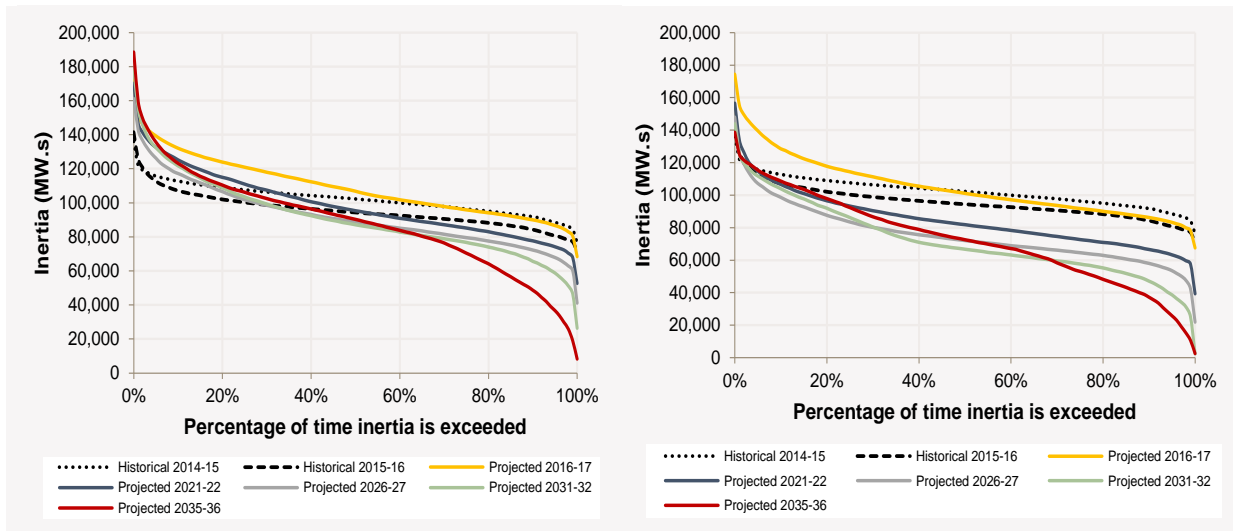 200,000
180,000
160,000
140,000
120,000
100,000
80,000
60,000
40,000
20,000
0
Inertia (MW.s)
0% 20% 40% 60% 80% 100%
Percentage of time inertia is exceeded
Historical 2014-15 Historical 2015-16 Projected 2016-17
Projected 2021-22 Projected 2026-27 Projected 2031-32
Projected 2035-36
200,000
180,000
160,000
140,000
120,000
100,000
80,000
60,000
40,000
20,000
0
Inertia (MW.s)
0% 20% 40% 60% 80% 100%
Percentage of time inertia is exceeded
Historical 2014-15 Historical 2015-16 Projected 2016-17
Projected 2021-22 Projected 2026-27 Projected 2031-32
Projected 2035-36